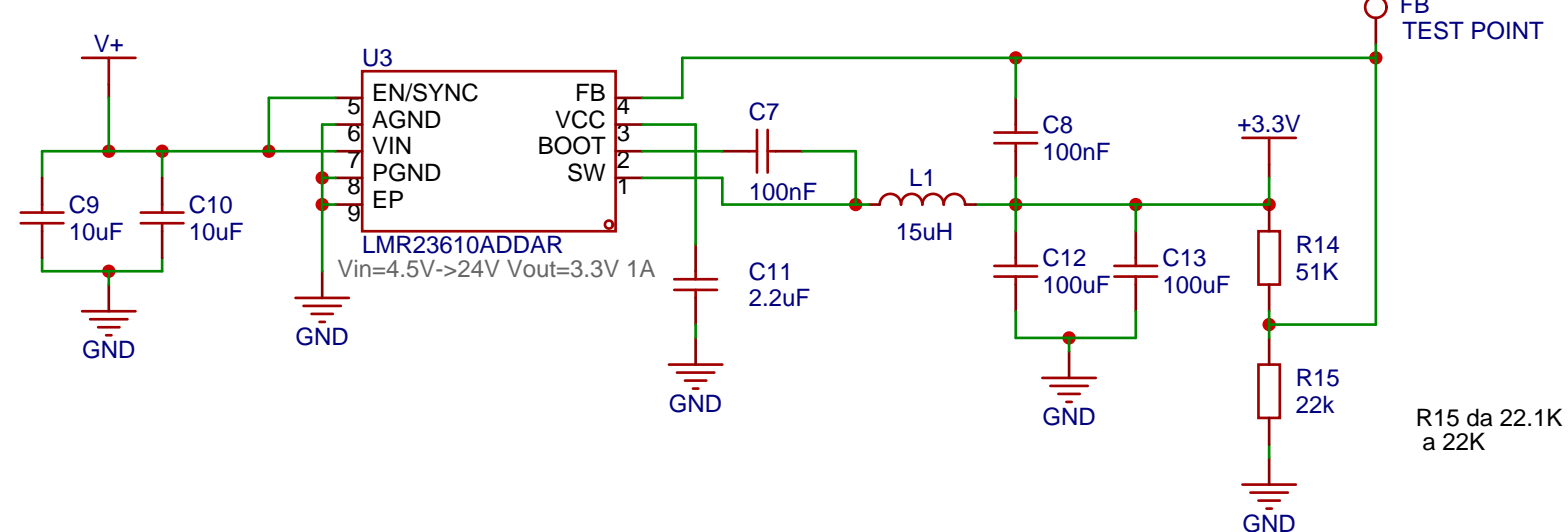 FB
TEST POINT
V+
U3
EN/SYNC
5
AGND
6
VIN
7
PGND
8
EP
9
FB
4
VCC
3
BOOT
2
SW
1
LMR23610ADDAR
Vin=4.5V->24V Vout=3.3V 1A
C9
10uF
C10
10uF
GND
GND
C7
100nF
C11
2.2uF
GND
L1
15uH
C8
100nF
+3.3V
C12
100uF
C13
100uF
GND
R14
51K
R15
22k
GND
R15 da 22.1K
a 22K